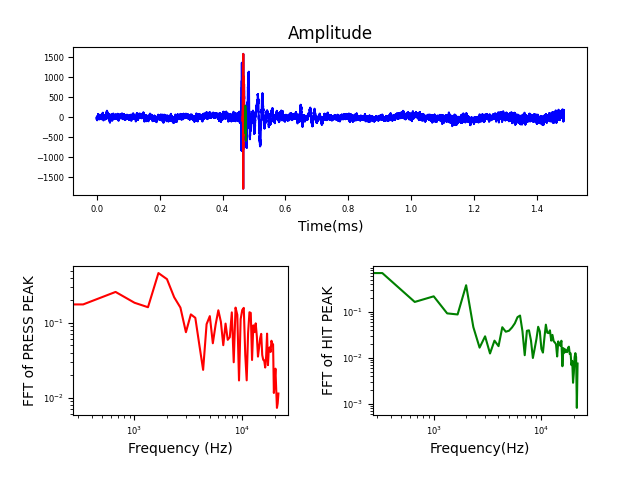 Amplitude
1500
1000
500
0
−500
−1000
−1500
0.0 0.2 0.4 0.6 0.8 1.0 1.2 1.4
Time(ms)
FFT of PRESS PEAK
10⁻¹
10⁻²
10³ 10⁴
Frequency (Hz)
FFT of HIT PEAK
10⁻¹
10⁻²
10⁻³
10³ 10⁴
Frequency(Hz)